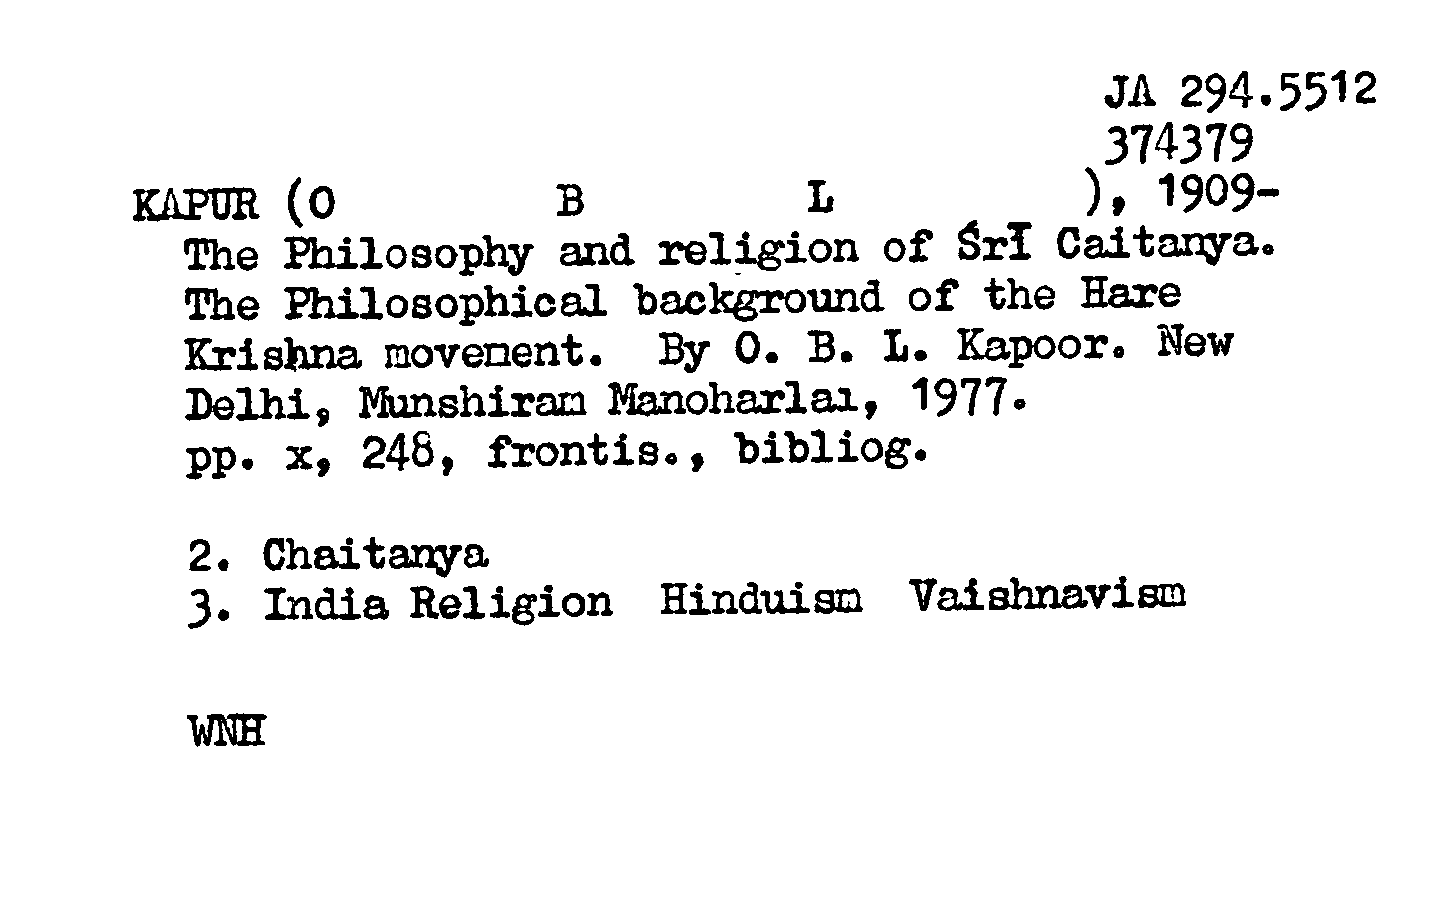 JA 294.5512
374379
KAPUR (O B L ), 1909-
The Philosophy and religion of Śrī Caitanya.
The Philosophical background of the Hare
Krishna movement. By O. B. L. Kapoor. New
Delhi, Munshiram Manoharlal, 1977.
pp. x, 248, frontis., bibliog.
2. Chaitanya
3. India Religion Hinduism Vaishnavism
WNH